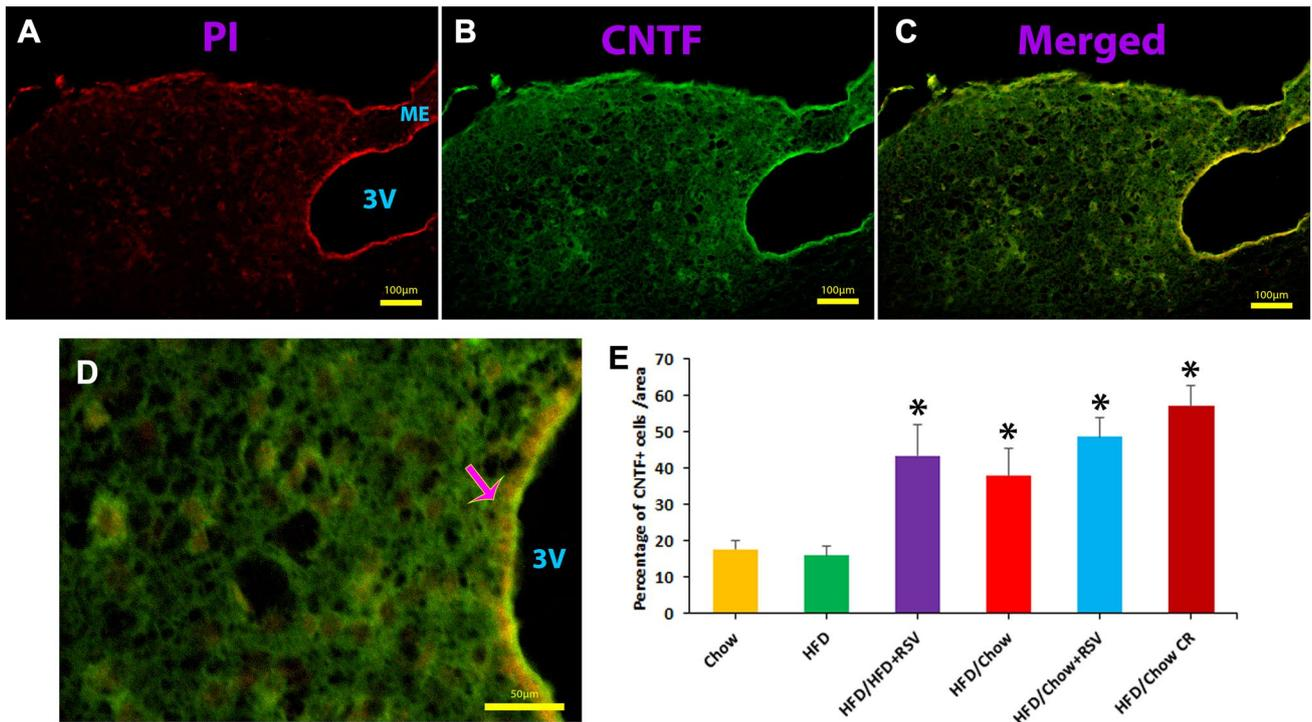 A
PI
ME
3V
100µm
B
CNTF
100µm
C
Merged
100µm
D
3V
50µm
E
Percentage of CNTF+ cells /area
70
60
50
40
30
20
10
0
*
*
*
*
Chow
HFD
HFD/HFD+RSV
HFD/Chow
HFD/Chow+RSV
HFD/Chow CR